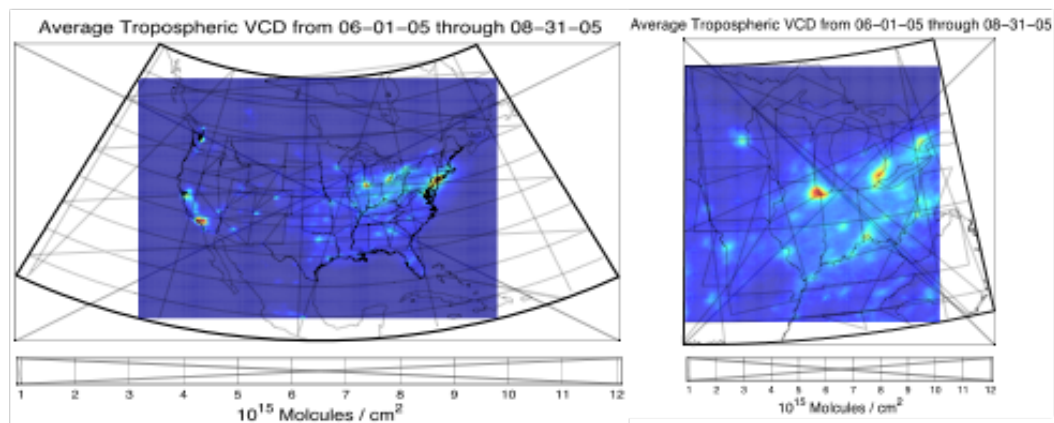 Average Tropospheric VCD from 06-01-05 through 08-31-05
1 2 3 4 5 6 7 8 9 10 11 12
10^15 Molcules / cm^2
Average Tropospheric VCD from 06-01-05 through 08-31-05
1 2 3 4 5 6 7 8 9 10 11 12
10^15 Molcules / cm^2